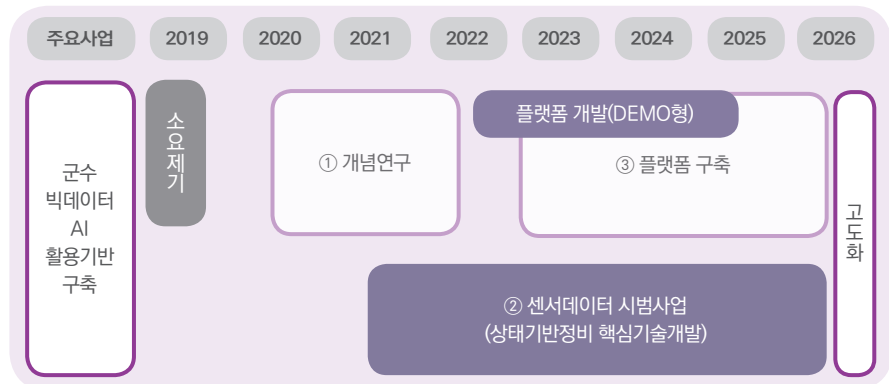 주요사업 2019 2020 2021 2022 2023 2024 2025 2026
군수
빅데이터
AI
활용기반
구축
소요제기
① 개념연구
플랫폼 개발(DEMO형)
③ 플랫폼 구축
② 센서데이터 시범사업
(상태기반정비 핵심기술개발)
고도화